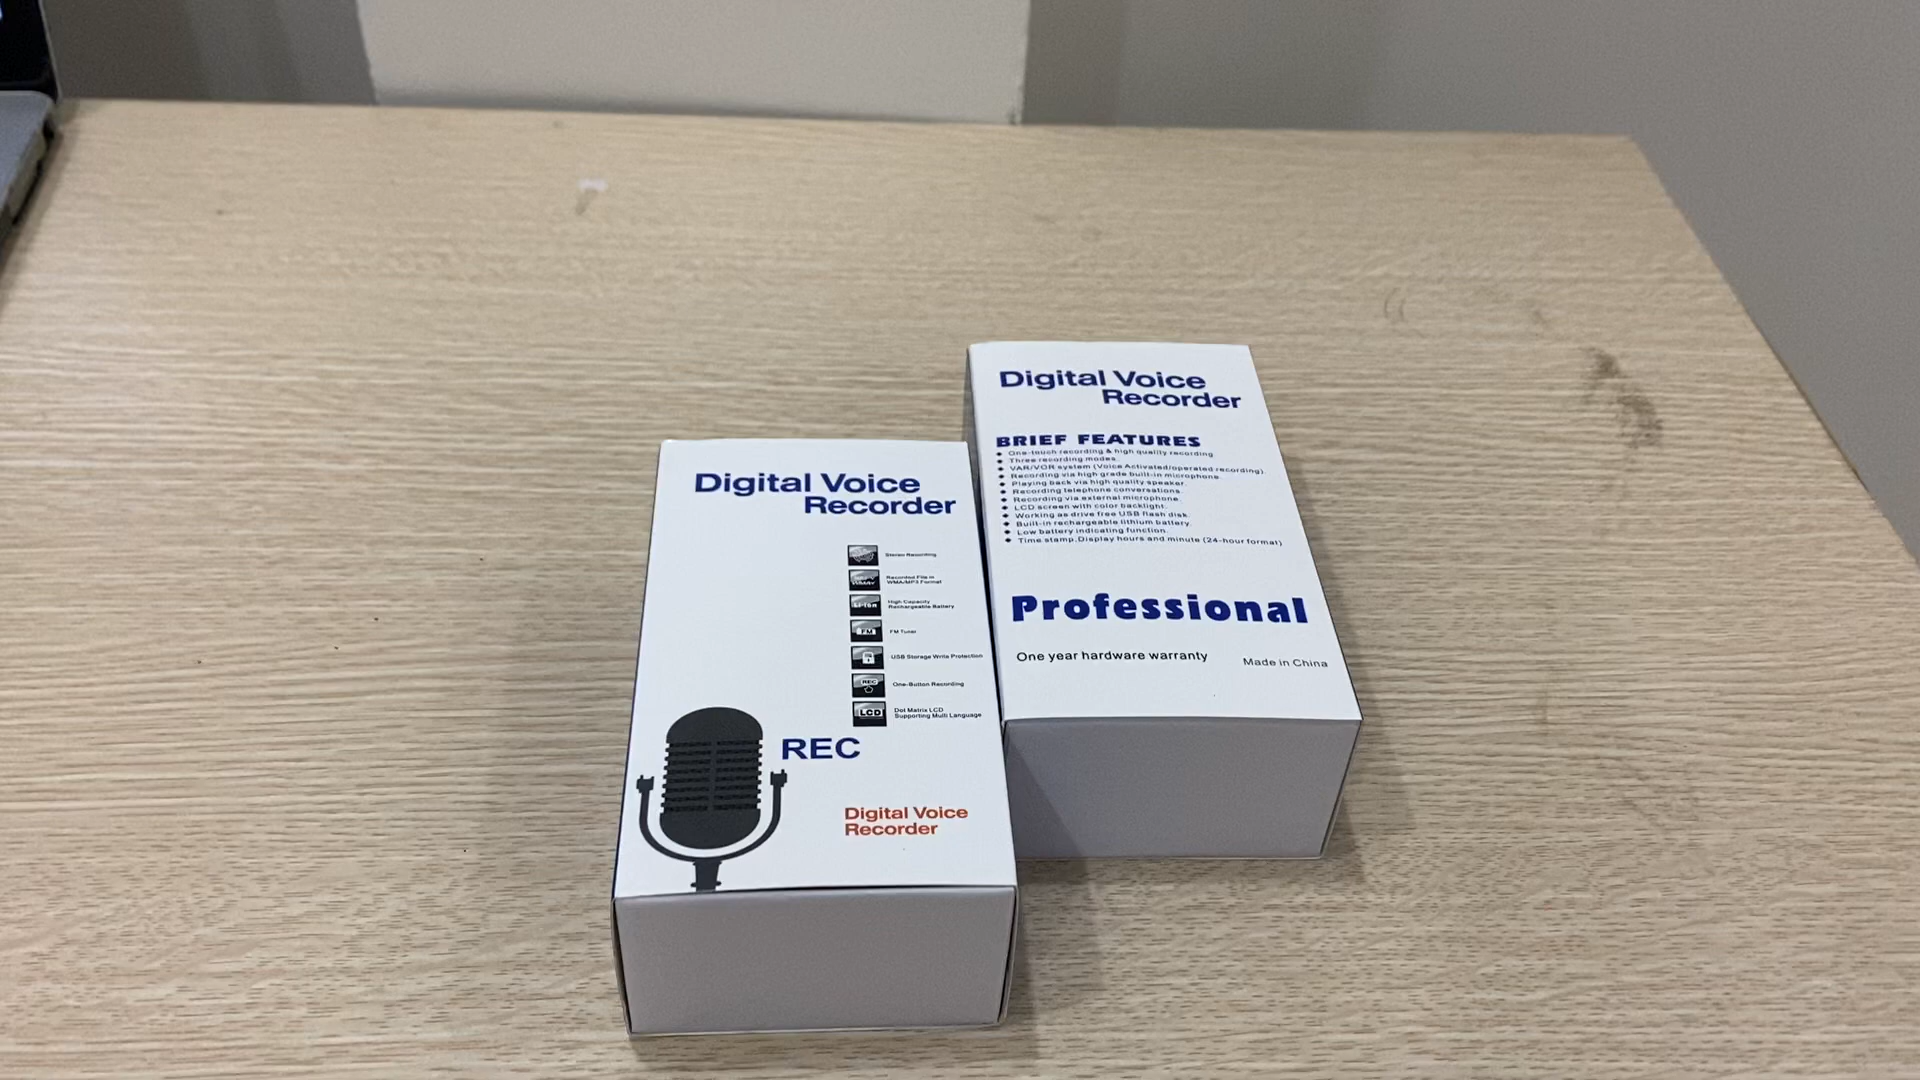 Digital Voice
Recorder
Stereo Recording
Recorded File in
WMA/MP3 Format
Li-Ion
High Capacity
Rechargeable Battery
FM
FM Tuner
USB Storage Write Protection
REC
One-Button Recording
LCD
Dot Matrix LCD
Supporting Multi Language
REC
Digital Voice
Recorder
Digital Voice
Recorder
BRIEF FEATURES
One-touch recording & high quality recording.
Three recording modes.
VAR/VOR system (Voice Activated/operated recording).
Recording via high grade built-in microphone.
Playing back via high quality speaker.
Recording telephone conversations.
Recording via external microphone.
LCD screen with color backlight.
Working as drive free USB flash disk.
Built-in rechargeable lithium battery.
Low battery indicating function.
Time stamp,Display hours and minute (24-hour format)
Professional
One year hardware warranty
Made in China